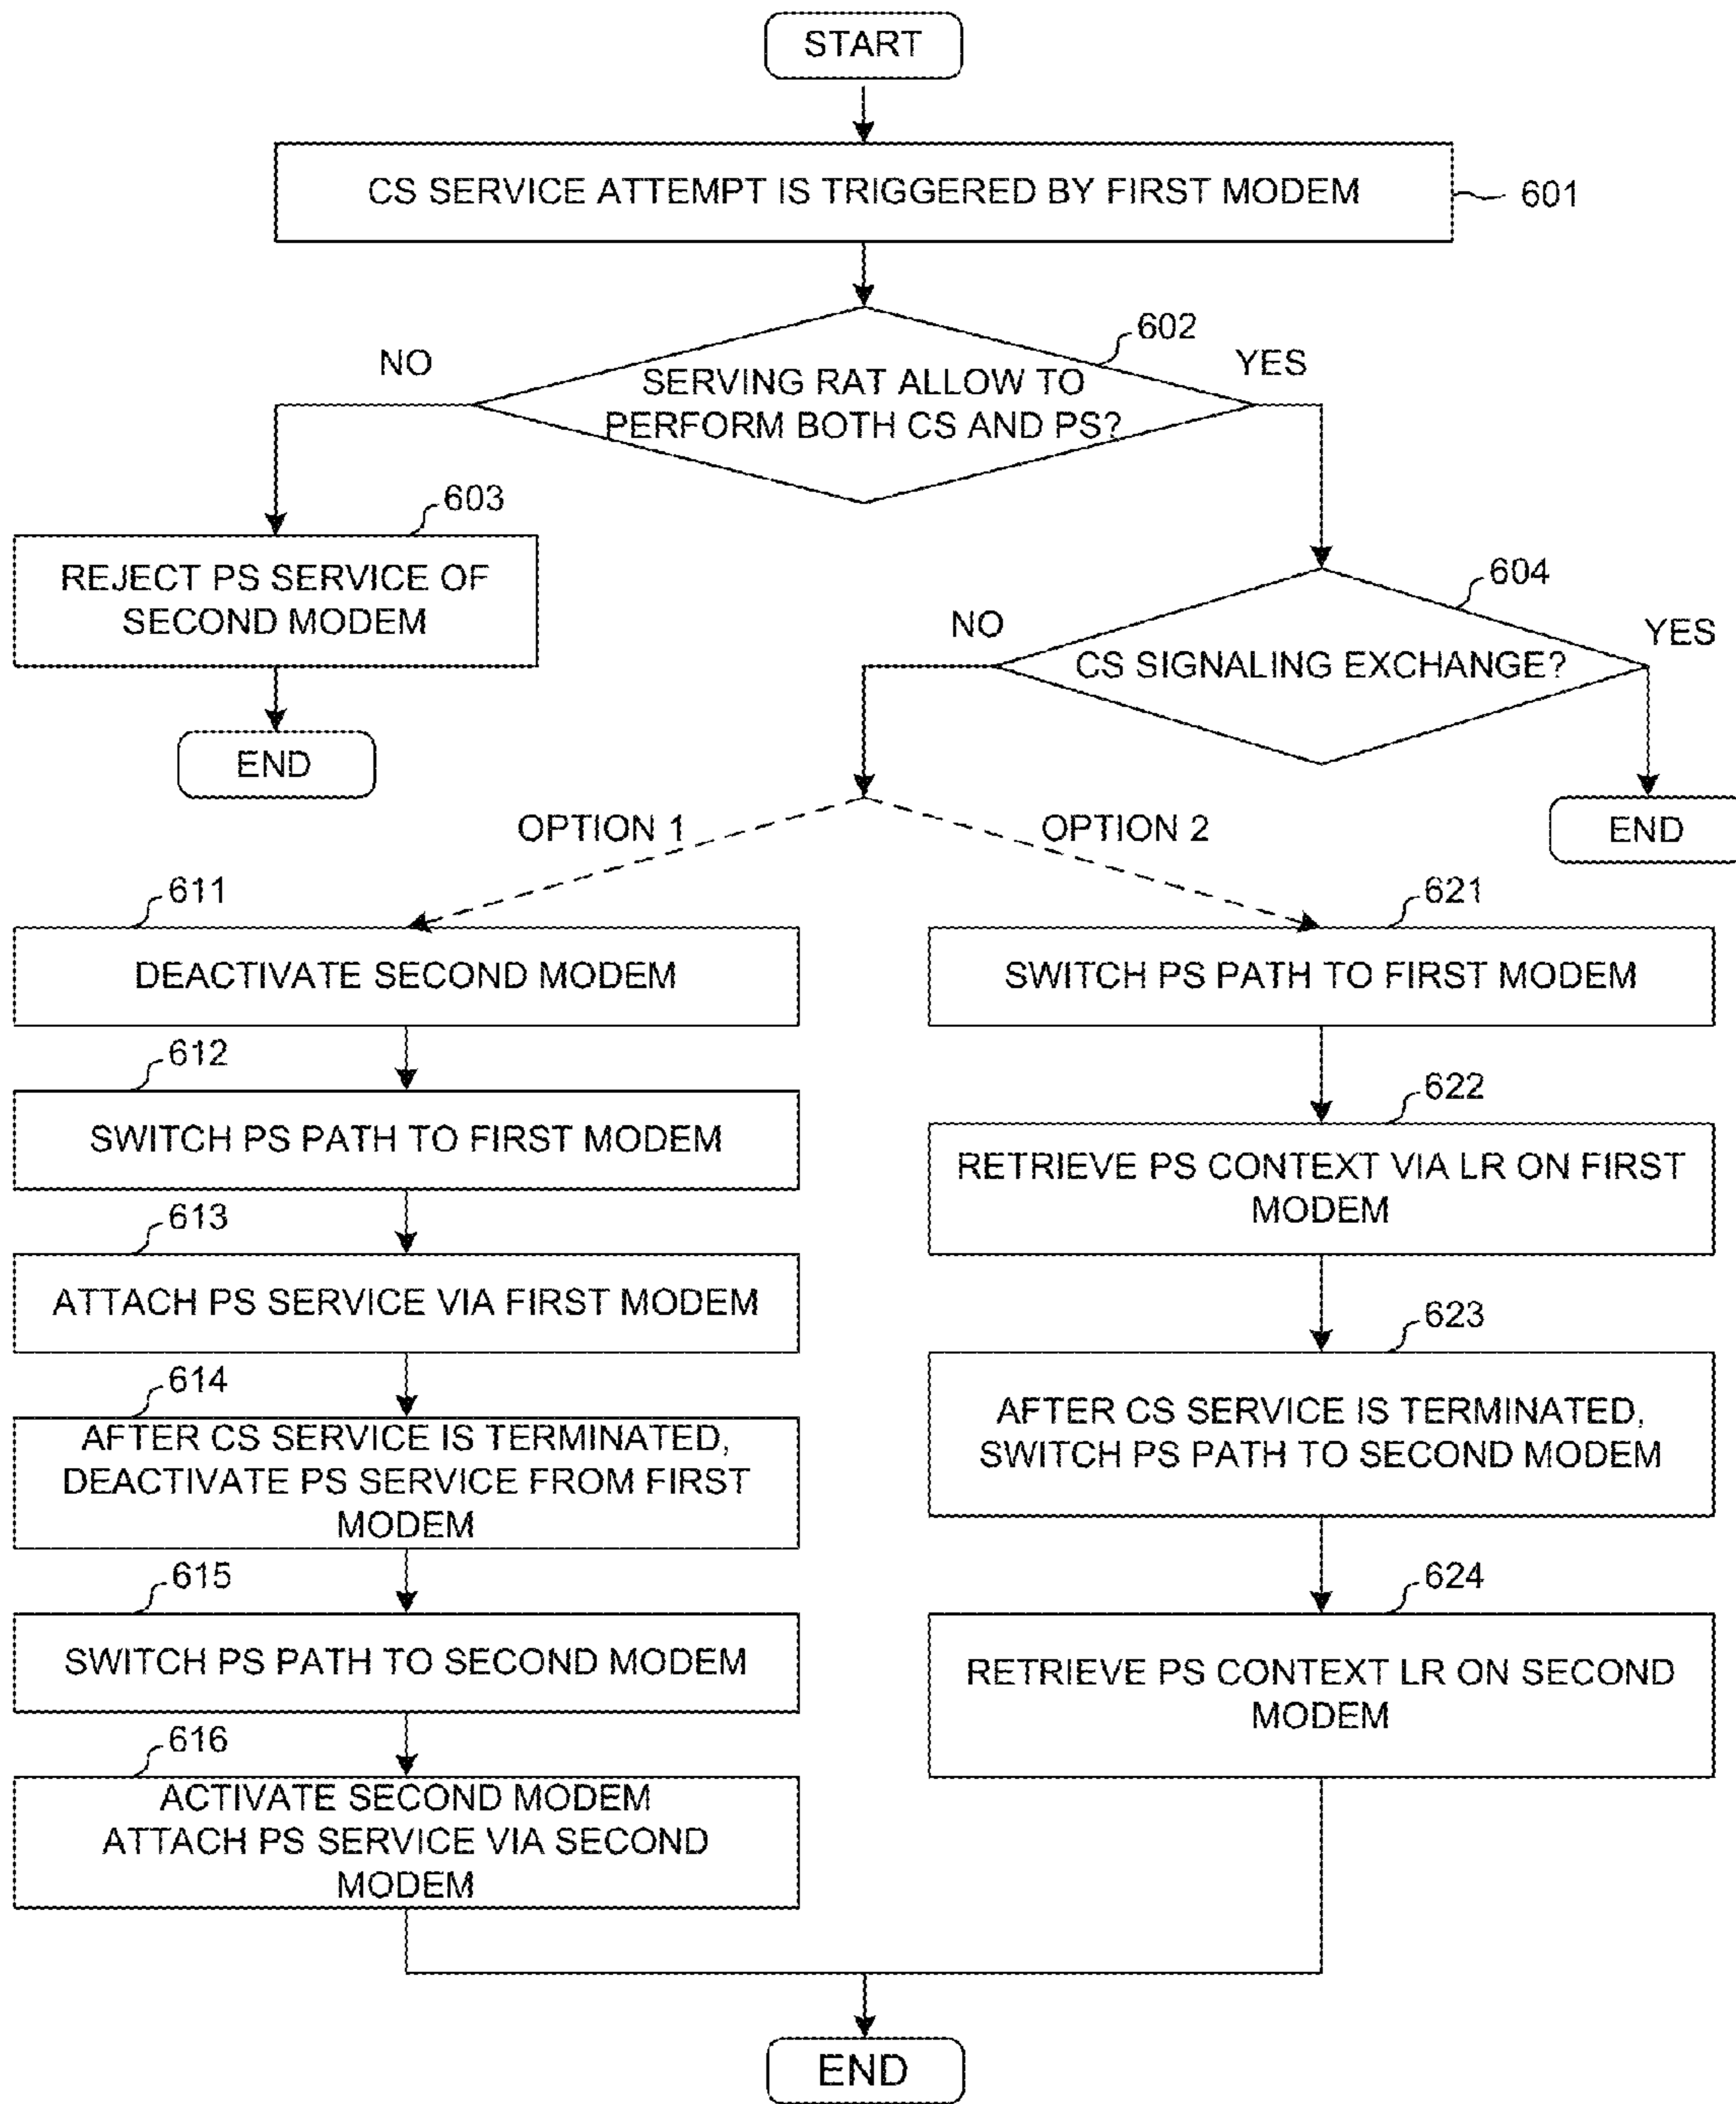 START
CS SERVICE ATTEMPT IS TRIGGERED BY FIRST MODEM
601
602
NO
YES
SERVING RAT ALLOW TO
PERFORM BOTH CS AND PS?
603
REJECT PS SERVICE OF
SECOND MODEM
END
604
NO
YES
CS SIGNALING EXCHANGE?
END
OPTION 1
OPTION 2
611
DEACTIVATE SECOND MODEM
612
SWITCH PS PATH TO FIRST MODEM
613
ATTACH PS SERVICE VIA FIRST MODEM
614
AFTER CS SERVICE IS TERMINATED,
DEACTIVATE PS SERVICE FROM FIRST
MODEM
615
SWITCH PS PATH TO SECOND MODEM
616
ACTIVATE SECOND MODEM
ATTACH PS SERVICE VIA SECOND
MODEM
621
SWITCH PS PATH TO FIRST MODEM
622
RETRIEVE PS CONTEXT VIA LR ON FIRST
MODEM
623
AFTER CS SERVICE IS TERMINATED,
SWITCH PS PATH TO SECOND MODEM
624
RETRIEVE PS CONTEXT LR ON SECOND
MODEM
END